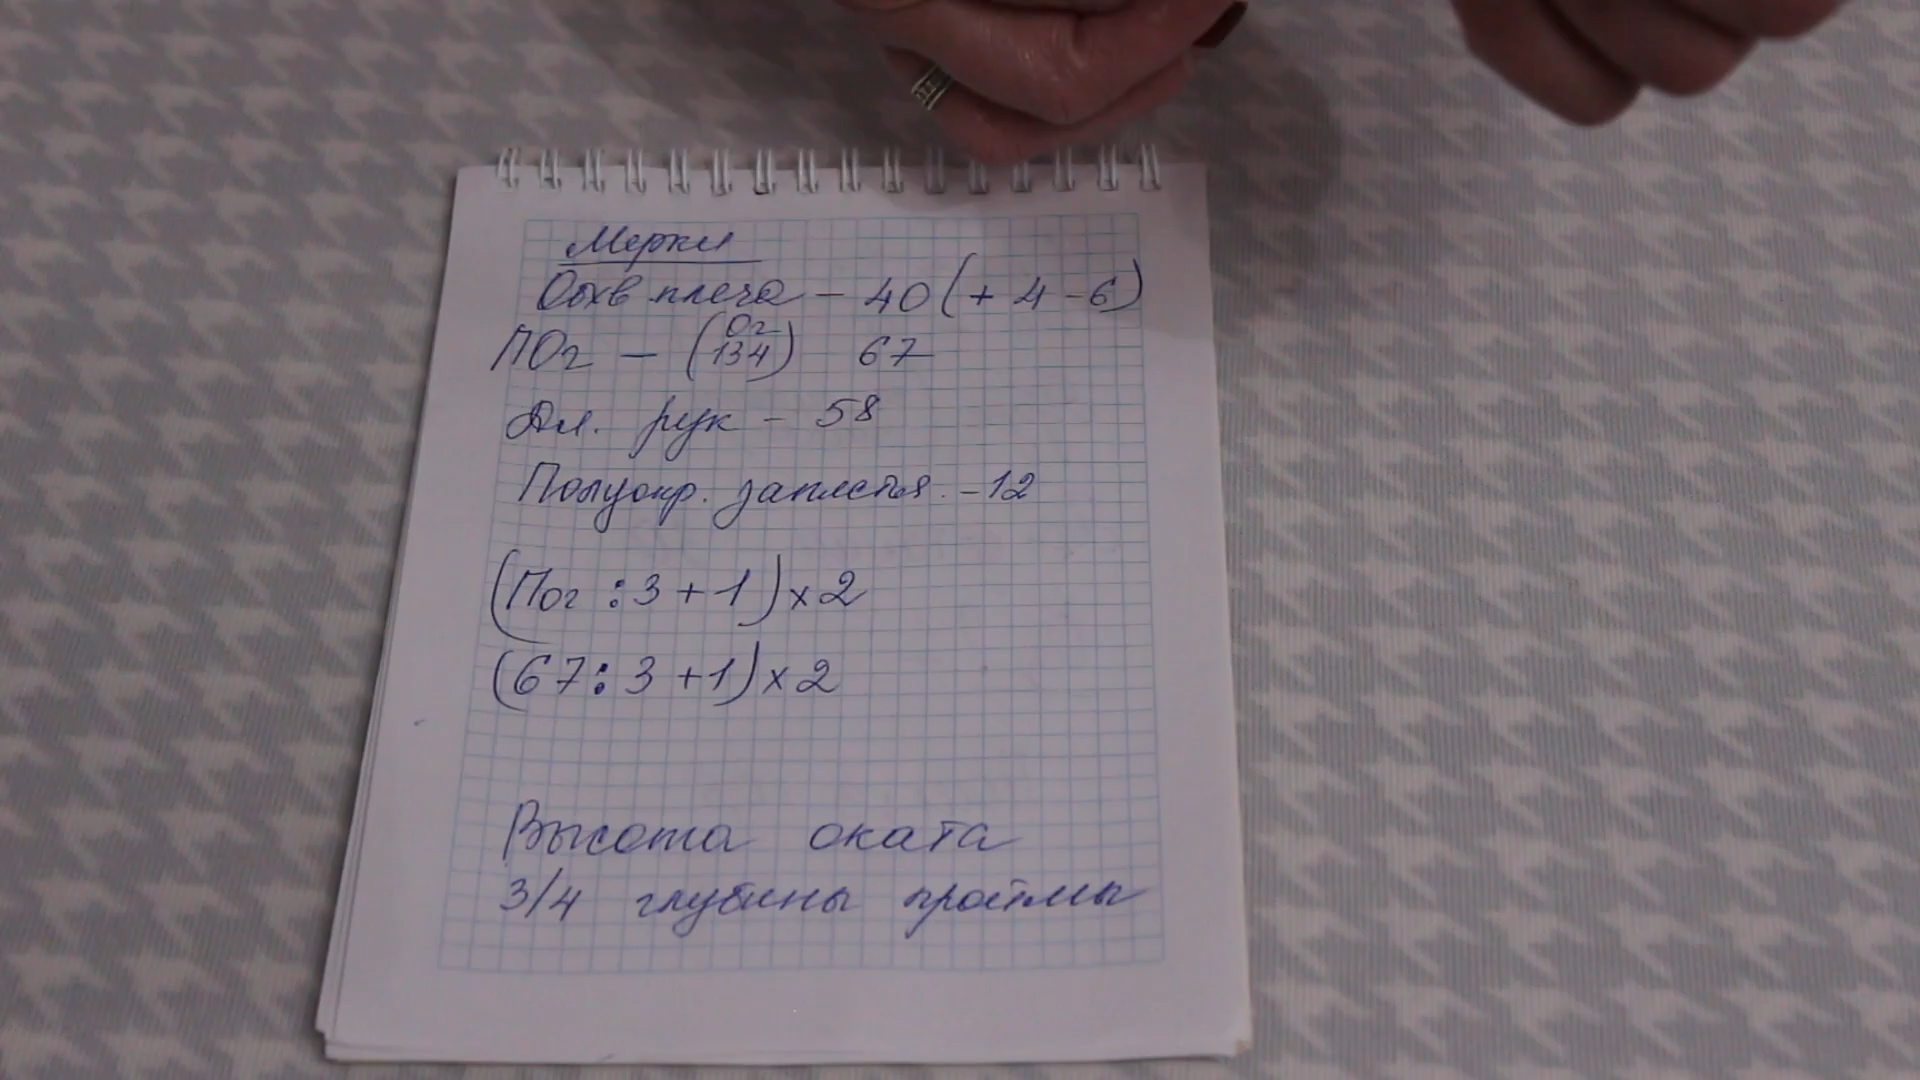 Мерки
Обхв плеча - 40 (+ 4 - 6)
ПОг - (Ог 134) 67
Дл. рук - 58
Полуокр. запястья - 12
(Пог : 3 + 1) х 2
(67 : 3 + 1) х 2
Высота оката
3/4 глубины проймы